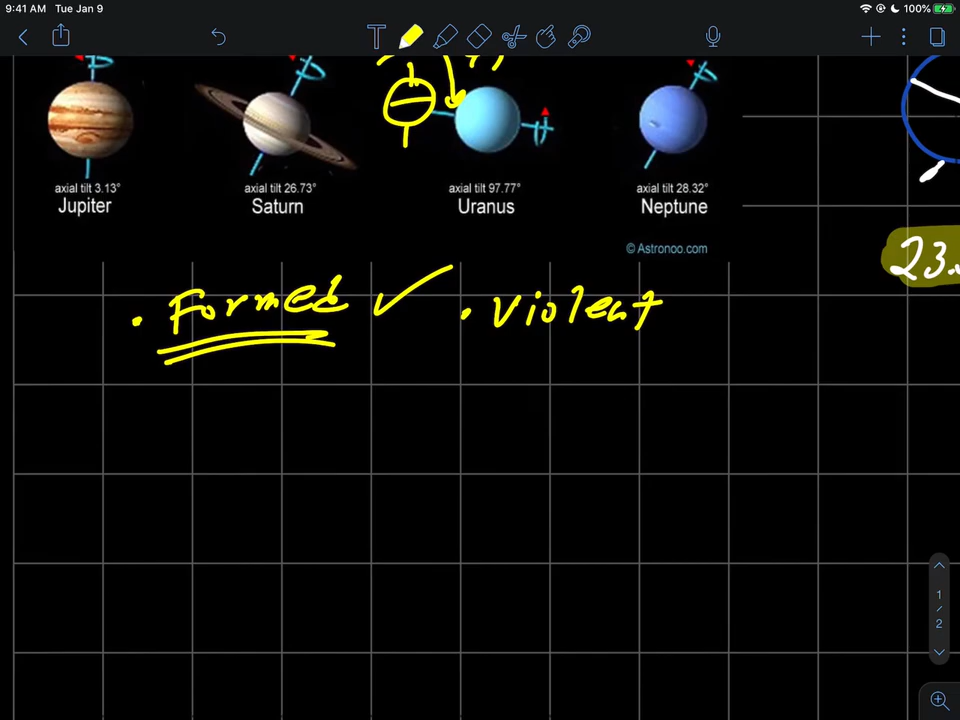 9:41 AM Tue Jan 9
100%
axial tilt 3.13°
Jupiter
axial tilt 26.73°
Saturn
axial tilt 97.77°
Uranus
axial tilt 28.32°
Neptune
© Astronoo.com
23.
• Formed ✓ • Violent
1
/
2